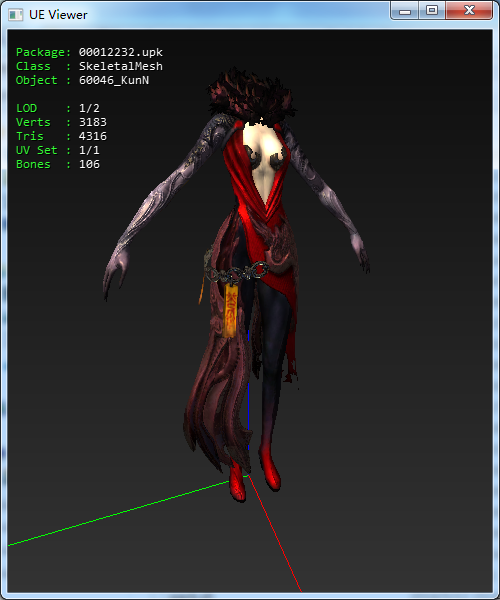 UE Viewer
Package: 00012232.upk
Class : SkeletalMesh
Object : 60046_KunN
LOD : 1/2
Verts : 3183
Tris : 4316
UV Set : 1/1
Bones : 106